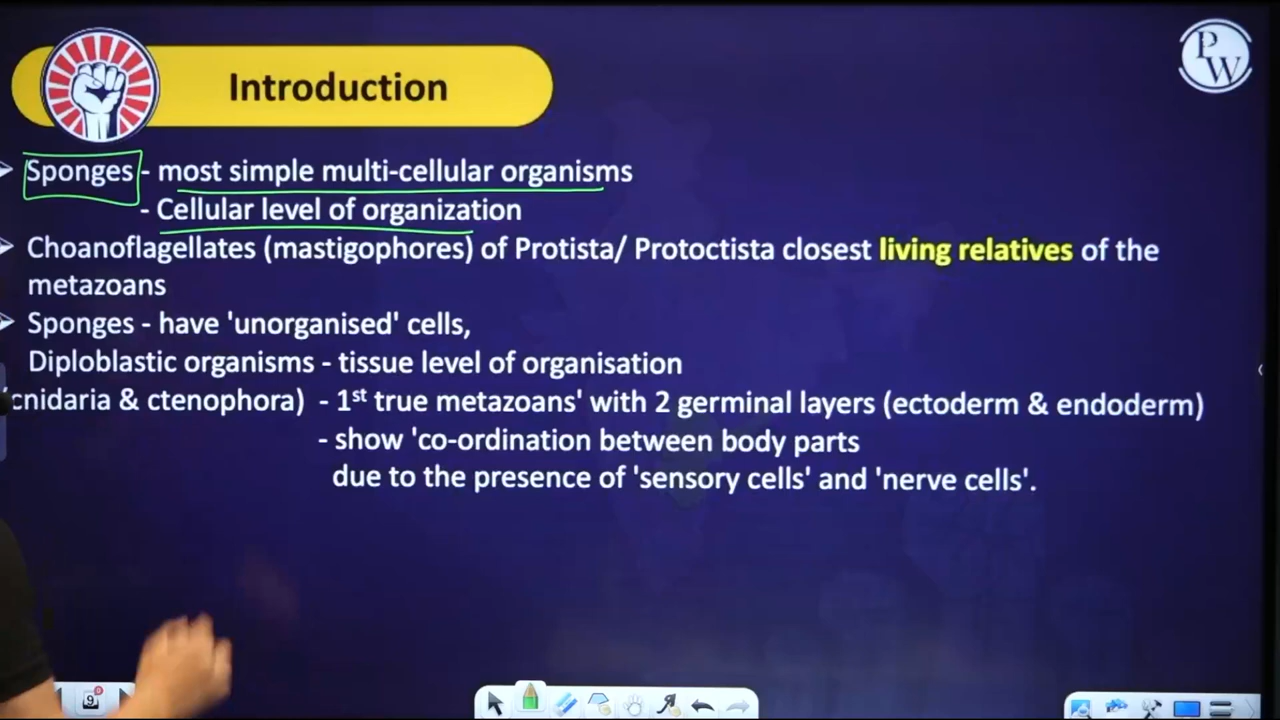 Introduction
PW
Sponges - most simple multi-cellular organisms
- Cellular level of organization
Choanoflagellates (mastigophores) of Protista/ Protoctista closest living relatives of the
metazoans
Sponges - have 'unorganised' cells,
Diploblastic organisms - tissue level of organisation
cnidaria & ctenophora) - 1st true metazoans' with 2 germinal layers (ectoderm & endoderm)
- show 'co-ordination between body parts
due to the presence of 'sensory cells' and 'nerve cells'.
9